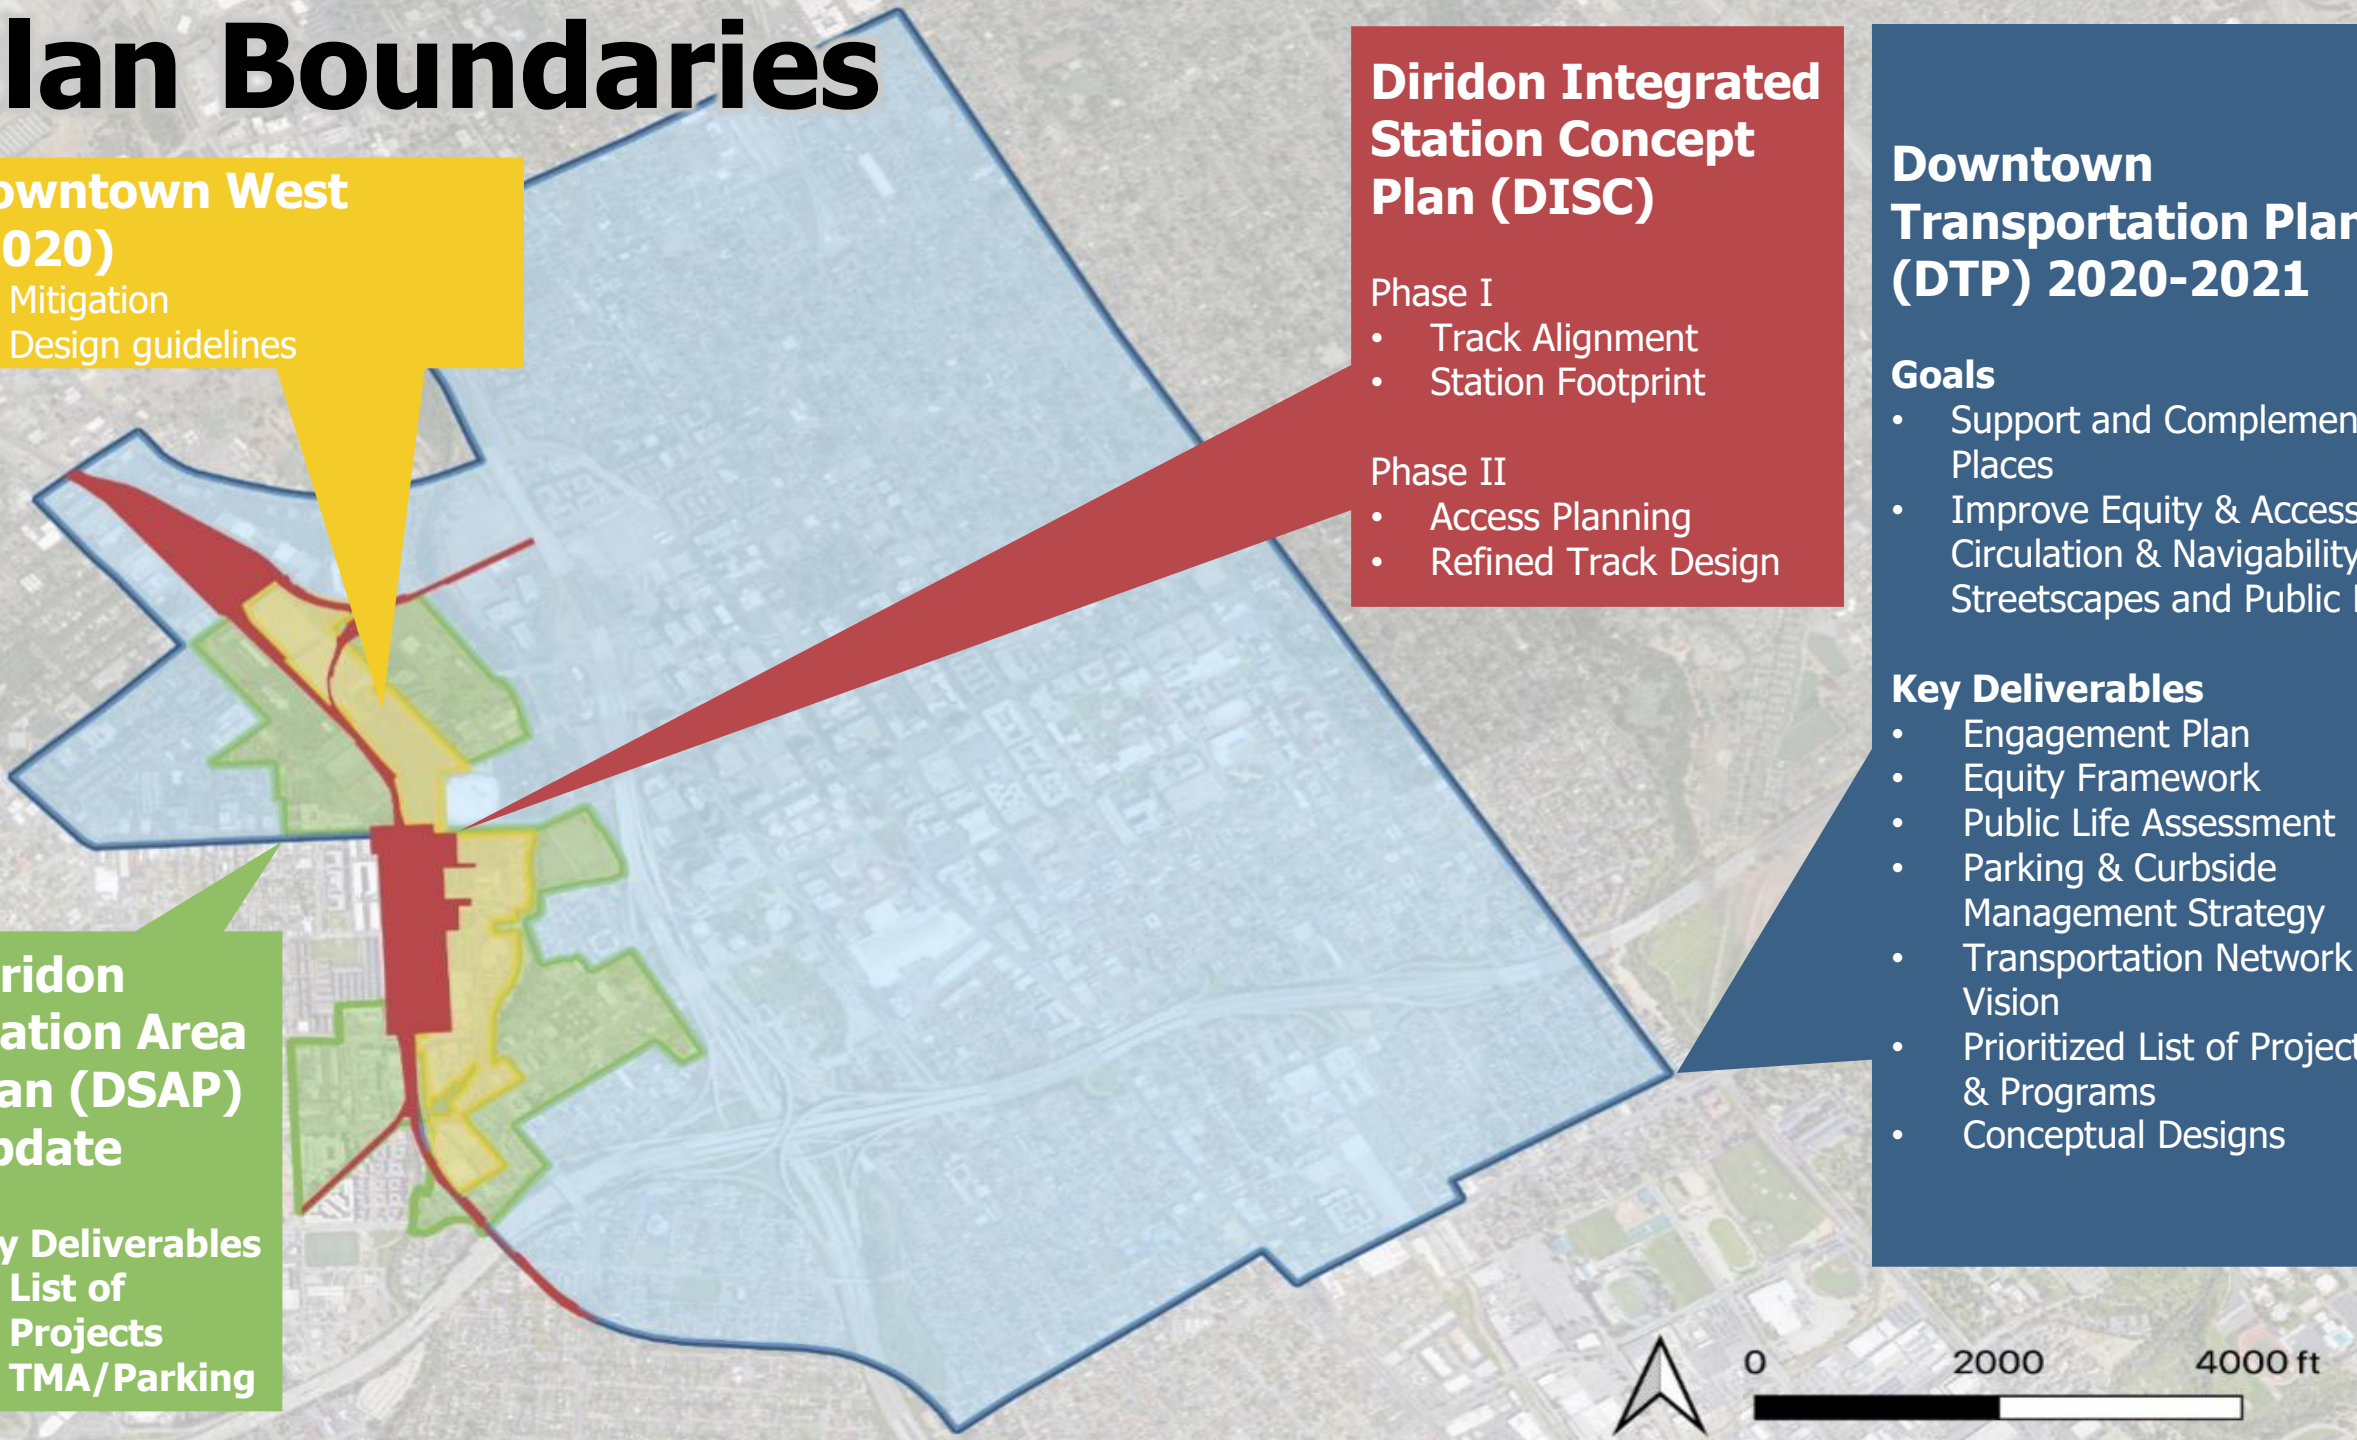 lan Boundaries
owntown West
020)
Mitigation
Design guidelines
ridon
ation Area
an (DSAP)
pdate
y Deliverables
List of
Projects
TMA/Parking
Diridon Integrated
Station Concept
Plan (DISC)
Phase I
• Track Alignment
• Station Footprint
Phase II
• Access Planning
• Refined Track Design
Downtown
Transportation Plan
(DTP) 2020-2021
Goals
• Support and Complemen
Places
• Improve Equity & Access
Circulation & Navigability
Streetscapes and Public
Key Deliverables
• Engagement Plan
• Equity Framework
• Public Life Assessment
• Parking & Curbside
Management Strategy
• Transportation Network
Vision
• Prioritized List of Project
& Programs
• Conceptual Designs
0 2000 4000 ft